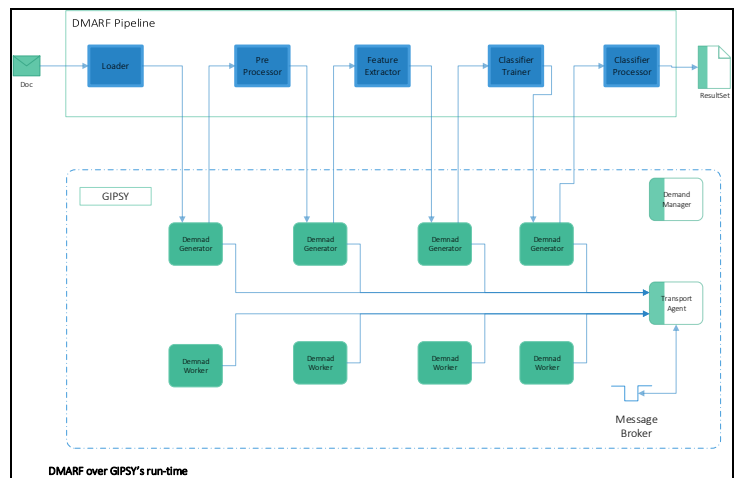 DMARF Pipeline
Loader
Pre
Processor
Feature
Extractor
Classifier
Trainer
Classifier
Processor
Doc
ResultSet
GIPSY
Demand
Manager
Demnad
Generator
Demnad
Generator
Demnad
Generator
Demnad
Generator
Transport
Agent
Demnad
Worker
Demnad
Worker
Demnad
Worker
Demnad
Worker
Message
Broker
DMARF over GIPSY's run-time